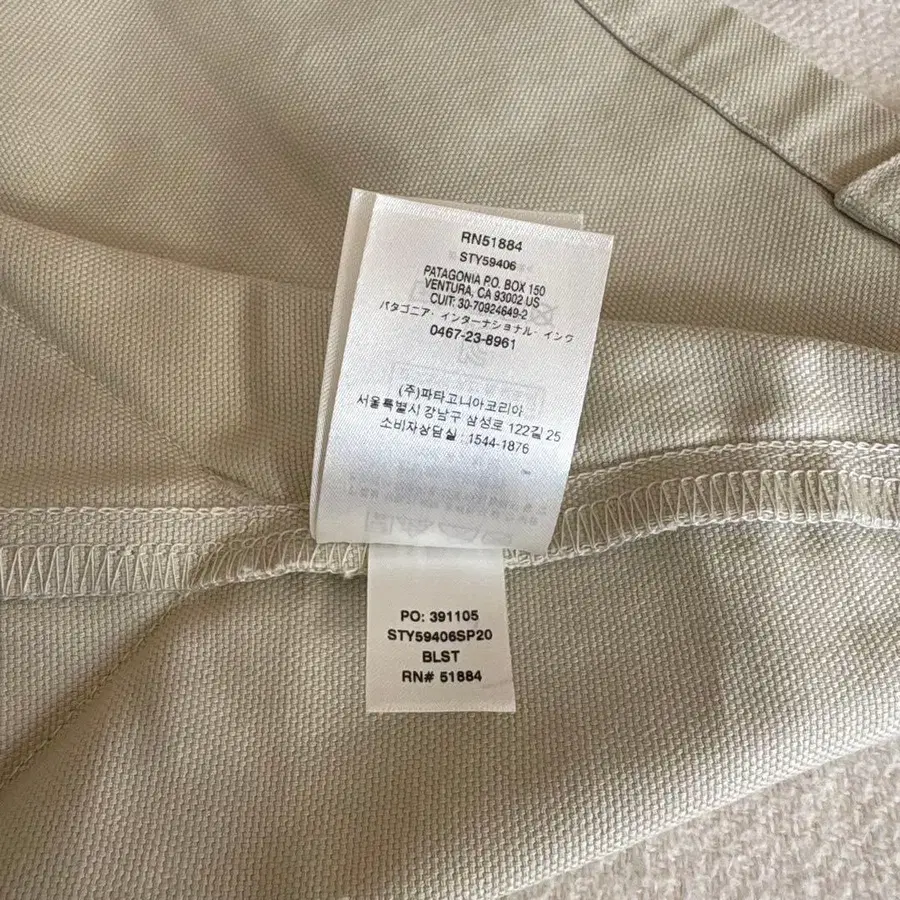 RN51884
STY59406
PATAGONIA P.O. BOX 150
VENTURA, CA 93002 US
CUIT: 30-70924649-2
パタゴニア・インターナショナル・インク
0467-23-8961
(주)파타고니아코리아
서울특별시 강남구 삼성로 122길 25
소비자상담실 : 1544-1876
PO: 391105
STY59406SP20
BLST
RN# 51884